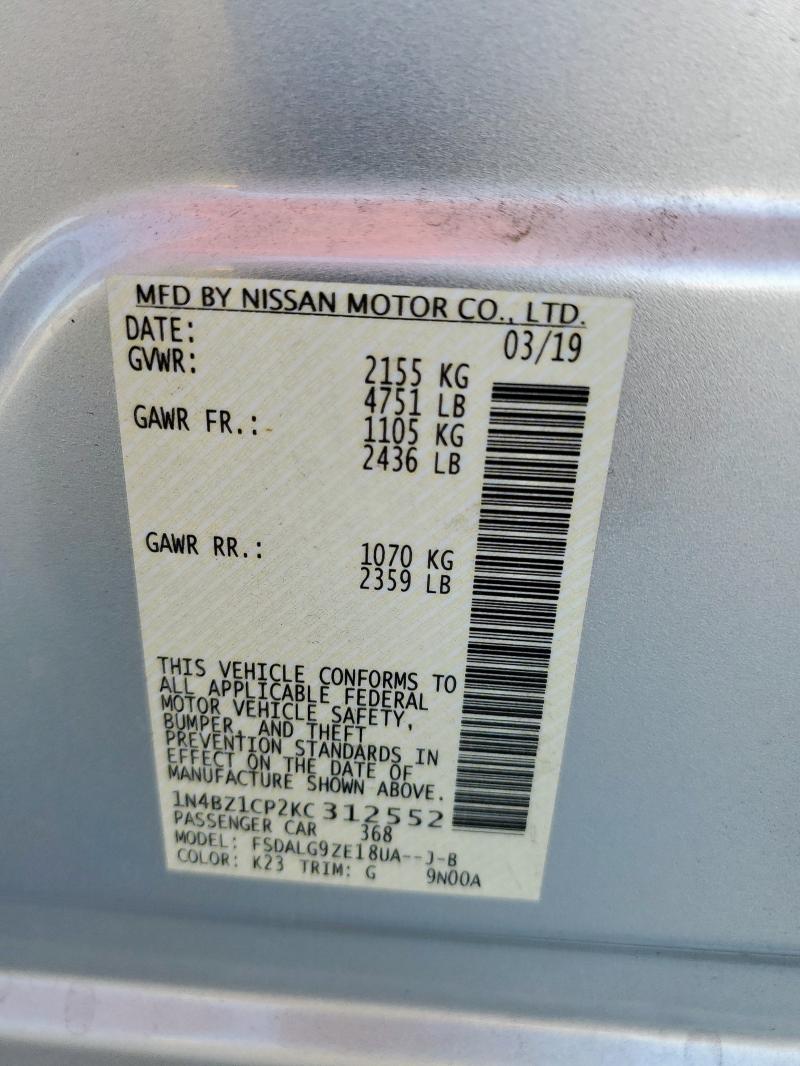 MFD BY NISSAN MOTOR CO., LTD.
DATE: 03/19
GVWR: 2155 KG
4751 LB
GAWR FR.: 1105 KG
2436 LB
GAWR RR.: 1070 KG
2359 LB
THIS VEHICLE CONFORMS TO
ALL APPLICABLE FEDERAL
MOTOR VEHICLE SAFETY,
BUMPER, AND THEFT
PREVENTION STANDARDS IN
EFFECT ON THE DATE OF
MANUFACTURE SHOWN ABOVE.
1N4BZ1CP2KC 312552
PASSENGER CAR 368
MODEL: FSDALG9ZE18UA--J-B
COLOR: K23 TRIM: G 9N00A